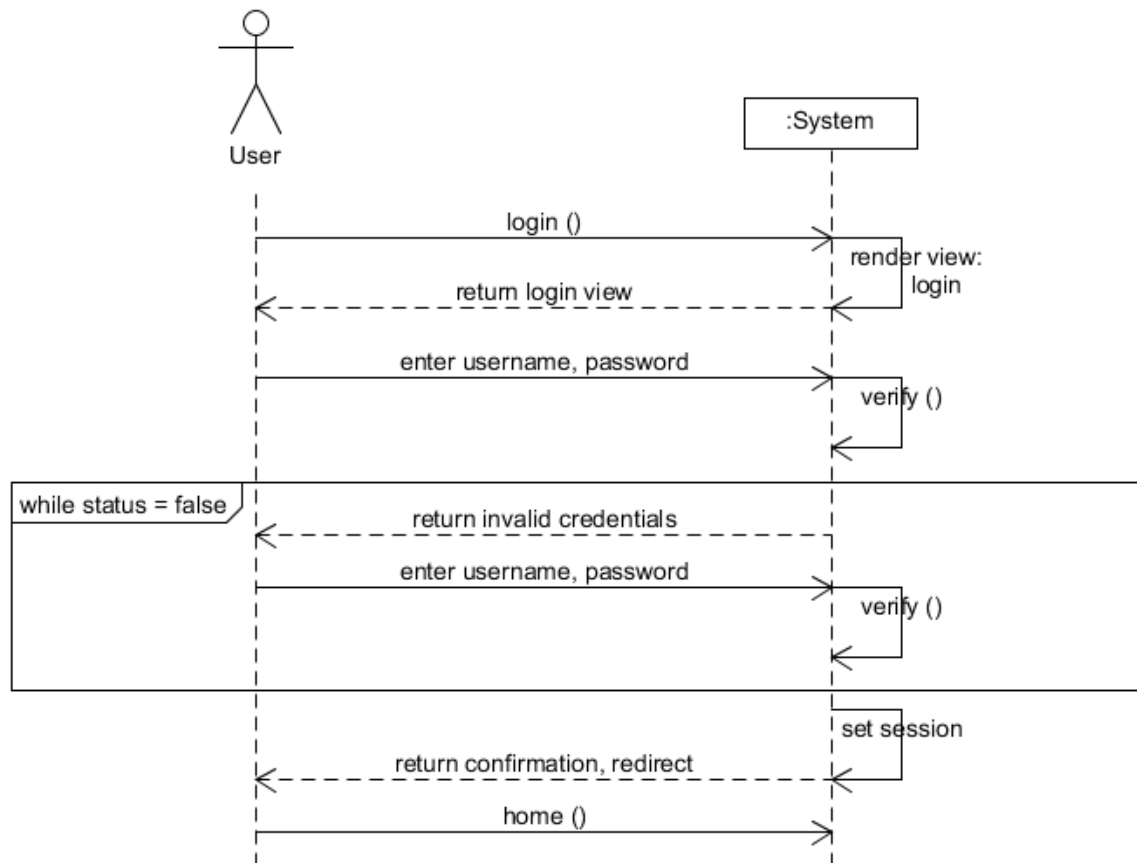 :System
User
login ()
render view:
login
return login view
enter username, password
verify ()
while status = false
return invalid credentials
enter username, password
verify ()
set session
return confirmation, redirect
home ()